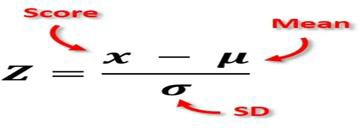 Score
Mean
z = x − μ
σ
SD